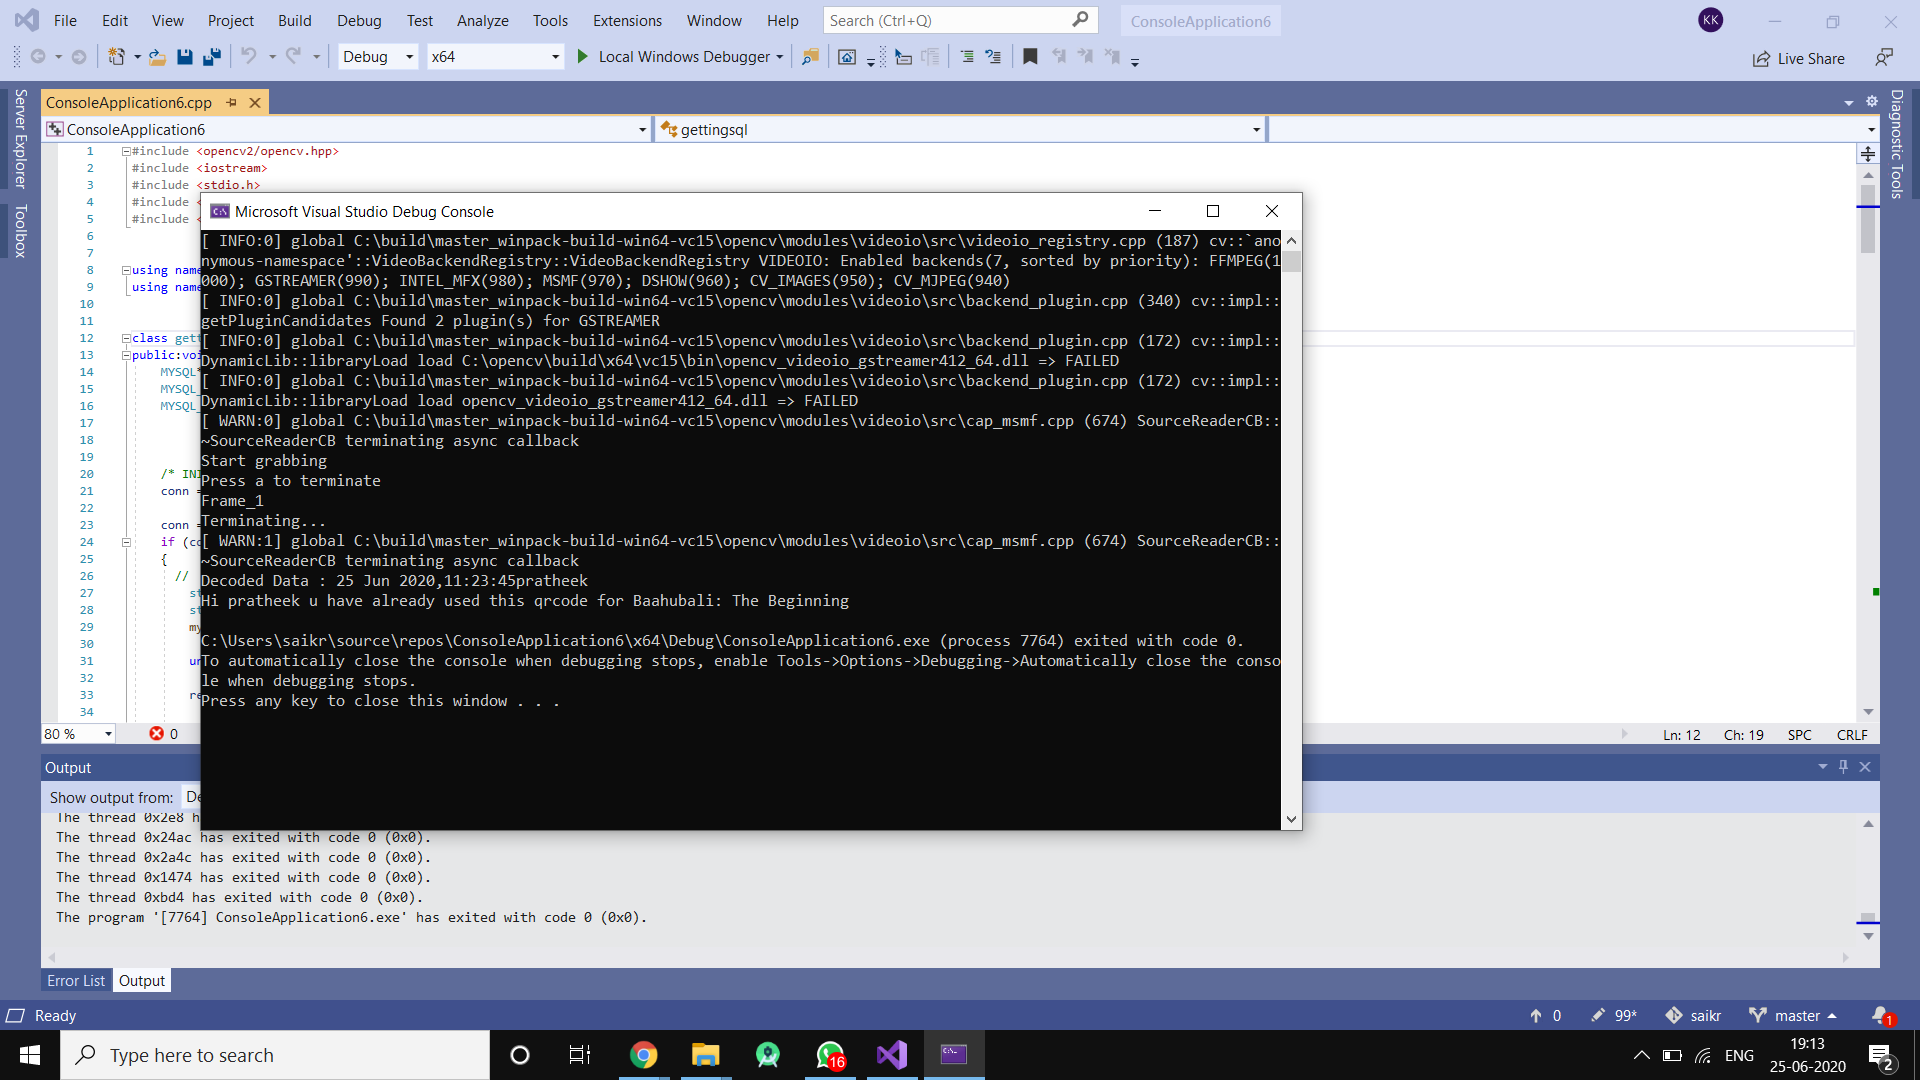 File Edit View Project Build Debug Test Analyze Tools Extensions Window Help Search (Ctrl+Q) ConsoleApplication6 KK
Debug x64 Local Windows Debugger Live Share
Server Explorer
Toolbox
Diagnostic Tools
ConsoleApplication6.cpp
ConsoleApplication6 gettingsql
1 #include <opencv2/opencv.hpp>
2 #include <iostream>
3 #include <stdio.h>
4 #include <
5 #include <
6
7
8 using name
9 using name
10
11
12 class gett
13 public:voi
14 MYSQL*
15 MYSQL_
16 MYSQL_
17
18
19
20 /* INI
21 conn =
22
23 conn =
24 if (co
25 {
26 //
27 st
28 st
29 my
30
31 un
32
33 re
34
Microsoft Visual Studio Debug Console
[ INFO:0] global C:\build\master_winpack-build-win64-vc15\opencv\modules\videoio\src\videoio_registry.cpp (187) cv::`ano
nymous-namespace'::VideoBackendRegistry::VideoBackendRegistry VIDEOIO: Enabled backends(7, sorted by priority): FFMPEG(1
000); GSTREAMER(990); INTEL_MFX(980); MSMF(970); DSHOW(960); CV_IMAGES(950); CV_MJPEG(940)
[ INFO:0] global C:\build\master_winpack-build-win64-vc15\opencv\modules\videoio\src\backend_plugin.cpp (340) cv::impl::
getPluginCandidates Found 2 plugin(s) for GSTREAMER
[ INFO:0] global C:\build\master_winpack-build-win64-vc15\opencv\modules\videoio\src\backend_plugin.cpp (172) cv::impl::
DynamicLib::libraryLoad load C:\opencv\build\x64\vc15\bin\opencv_videoio_gstreamer412_64.dll => FAILED
[ INFO:0] global C:\build\master_winpack-build-win64-vc15\opencv\modules\videoio\src\backend_plugin.cpp (172) cv::impl::
DynamicLib::libraryLoad load opencv_videoio_gstreamer412_64.dll => FAILED
[ WARN:0] global C:\build\master_winpack-build-win64-vc15\opencv\modules\videoio\src\cap_msmf.cpp (674) SourceReaderCB::
~SourceReaderCB terminating async callback
Start grabbing
Press a to terminate
Frame_1
Terminating...
[ WARN:1] global C:\build\master_winpack-build-win64-vc15\opencv\modules\videoio\src\cap_msmf.cpp (674) SourceReaderCB::
~SourceReaderCB terminating async callback
Decoded Data : 25 Jun 2020,11:23:45pratheek
Hi pratheek u have already used this qrcode for Baahubali: The Beginning
C:\Users\saikr\source\repos\ConsoleApplication6\x64\Debug\ConsoleApplication6.exe (process 7764) exited with code 0.
To automatically close the console when debugging stops, enable Tools->Options->Debugging->Automatically close the conso
le when debugging stops.
Press any key to close this window . . .
80 % 0 Ln: 12 Ch: 19 SPC CRLF
Output
Show output from: De
The thread 0x2e8 h
The thread 0x24ac has exited with code 0 (0x0).
The thread 0x2a4c has exited with code 0 (0x0).
The thread 0x1474 has exited with code 0 (0x0).
The thread 0xbd4 has exited with code 0 (0x0).
The program '[7764] ConsoleApplication6.exe' has exited with code 0 (0x0).
Error List Output
Ready 0 99* saikr master 1
Type here to search 16 ENG 19:13
25-06-2020 2